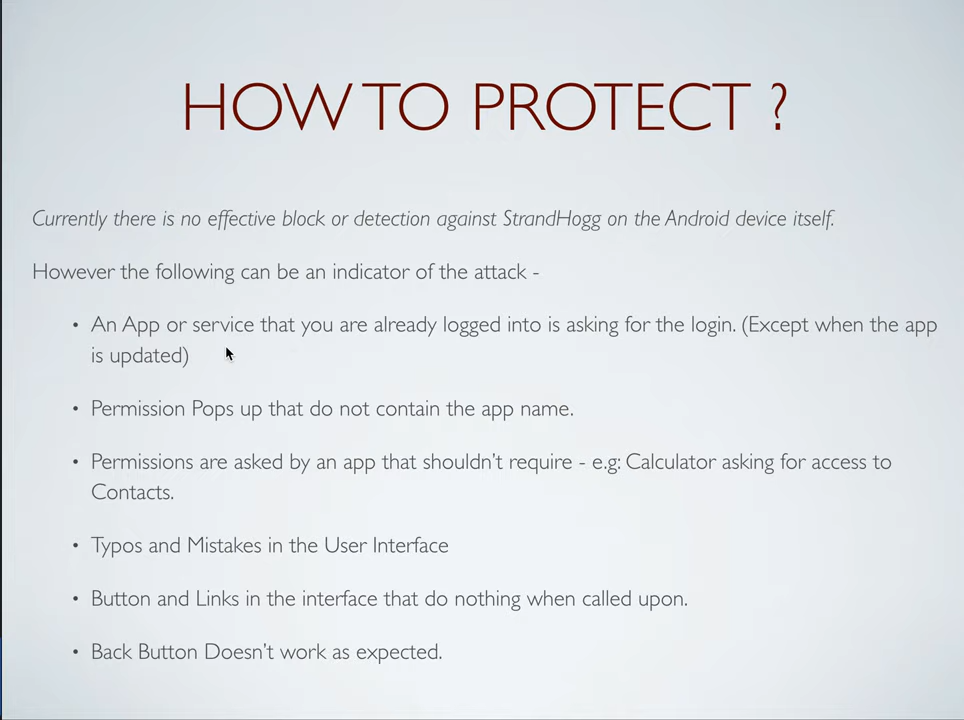 HOW TO PROTECT ?
Currently there is no effective block or detection against StrandHogg on the Android device itself.
However the following can be an indicator of the attack -
• An App or service that you are already logged into is asking for the login. (Except when the app
is updated)
• Permission Pops up that do not contain the app name.
• Permissions are asked by an app that shouldn't require - e.g: Calculator asking for access to
Contacts.
• Typos and Mistakes in the User Interface
• Button and Links in the interface that do nothing when called upon.
• Back Button Doesn't work as expected.